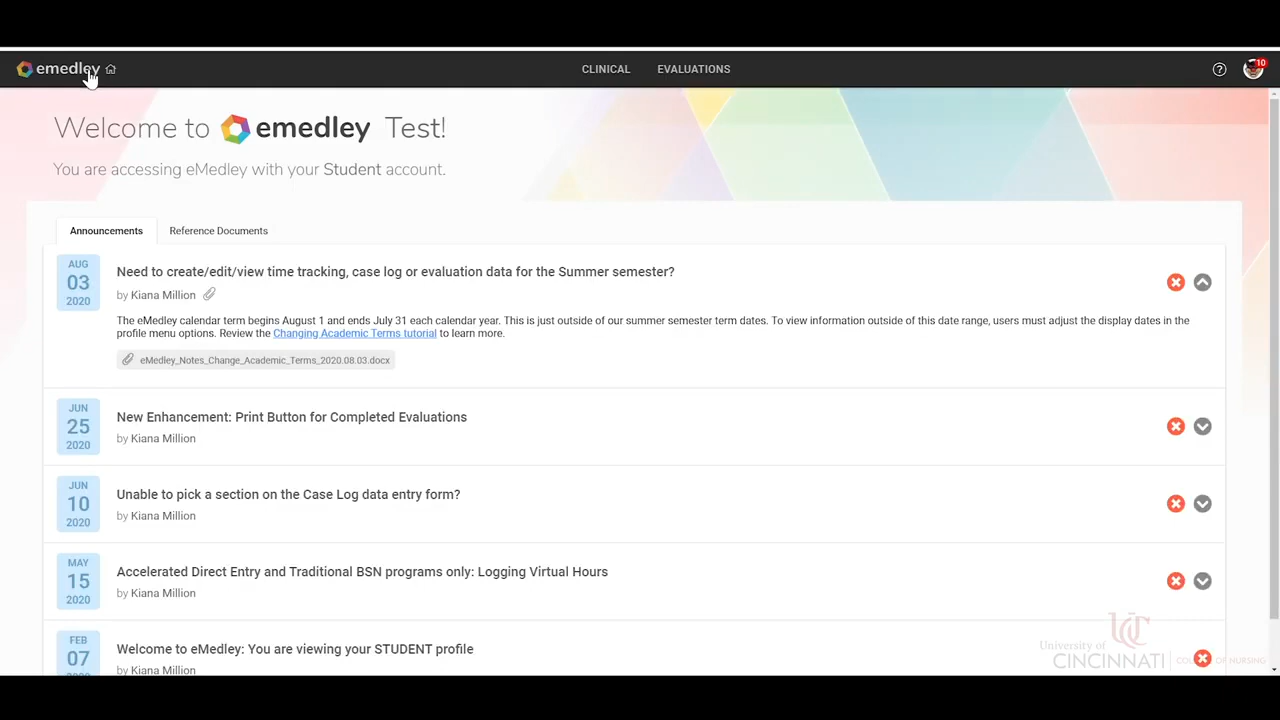 emedley
CLINICAL
EVALUATIONS
10
Welcome to emedley Test!
You are accessing eMedley with your Student account.
Announcements
Reference Documents
AUG
03
2020
Need to create/edit/view time tracking, case log or evaluation data for the Summer semester?
by Kiana Million
The eMedley calendar term begins August 1 and ends July 31 each calendar year. This is just outside of our summer semester term dates. To view information outside of this date range, users must adjust the display dates in the
profile menu options. Review the Changing Academic Terms tutorial to learn more.
eMedley_Notes_Change_Academic_Terms_2020.08.03.docx
JUN
25
2020
New Enhancement: Print Button for Completed Evaluations
by Kiana Million
JUN
10
2020
Unable to pick a section on the Case Log data entry form?
by Kiana Million
MAY
15
2020
Accelerated Direct Entry and Traditional BSN programs only: Logging Virtual Hours
by Kiana Million
FEB
07
Welcome to eMedley: You are viewing your STUDENT profile
by Kiana Million
UC
University of
CINCINNATI
OF NURSING